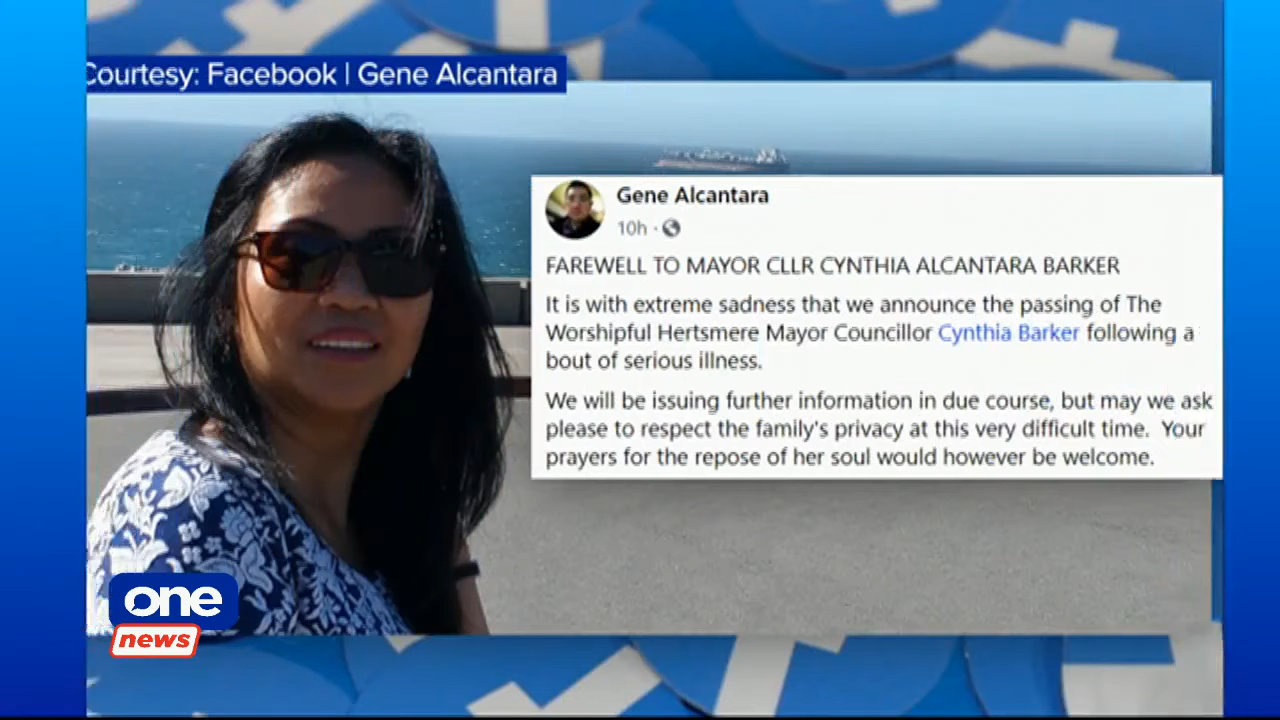 Courtesy: Facebook | Gene Alcantara
Gene Alcantara
10h ·
FAREWELL TO MAYOR CLLR CYNTHIA ALCANTARA BARKER
It is with extreme sadness that we announce the passing of The
Worshipful Hertsmere Mayor Councillor Cynthia Barker following a
bout of serious illness.
We will be issuing further information in due course, but may we ask
please to respect the family's privacy at this very difficult time. Your
prayers for the repose of her soul would however be welcome.
one
news